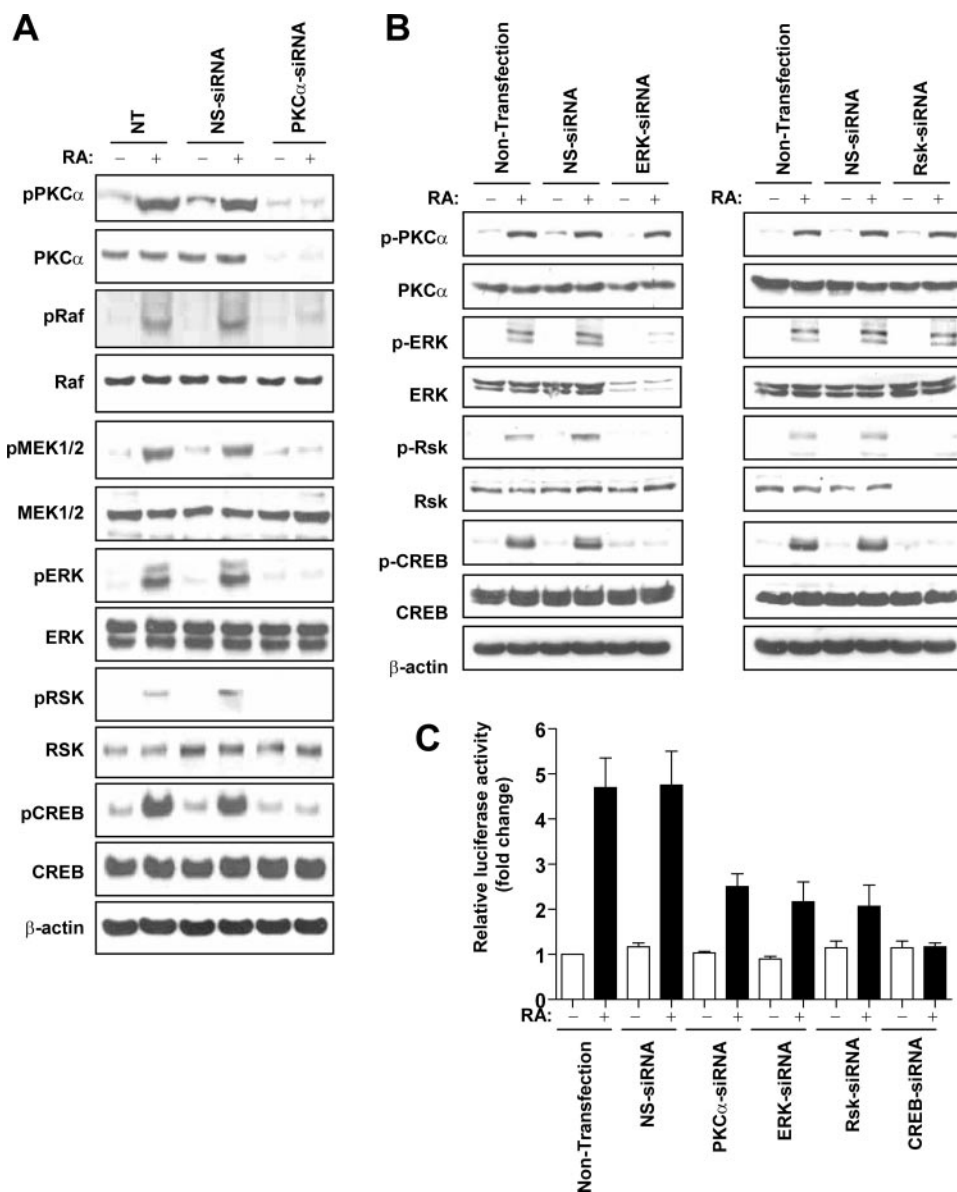 A
NT
NS-siRNA
PKCα-siRNA
RA: – + – + – +
pPKCα
PKCα
pRaf
Raf
pMEK1/2
MEK1/2
pERK
ERK
pRSK
RSK
pCREB
CREB
β-actin
B
Non-Transfection
NS-siRNA
ERK-siRNA
RA: – + – + – +
p-PKCα
PKCα
p-ERK
ERK
p-Rsk
Rsk
p-CREB
CREB
β-actin
Non-Transfection
NS-siRNA
Rsk-siRNA
RA: – + – + – +
C
Relative luciferase activity
(fold change)
6
5
4
3
2
1
0
RA: – + – + – + – + – + – +
Non-Transfection
NS-siRNA
PKCα-siRNA
ERK-siRNA
Rsk-siRNA
CREB-siRNA